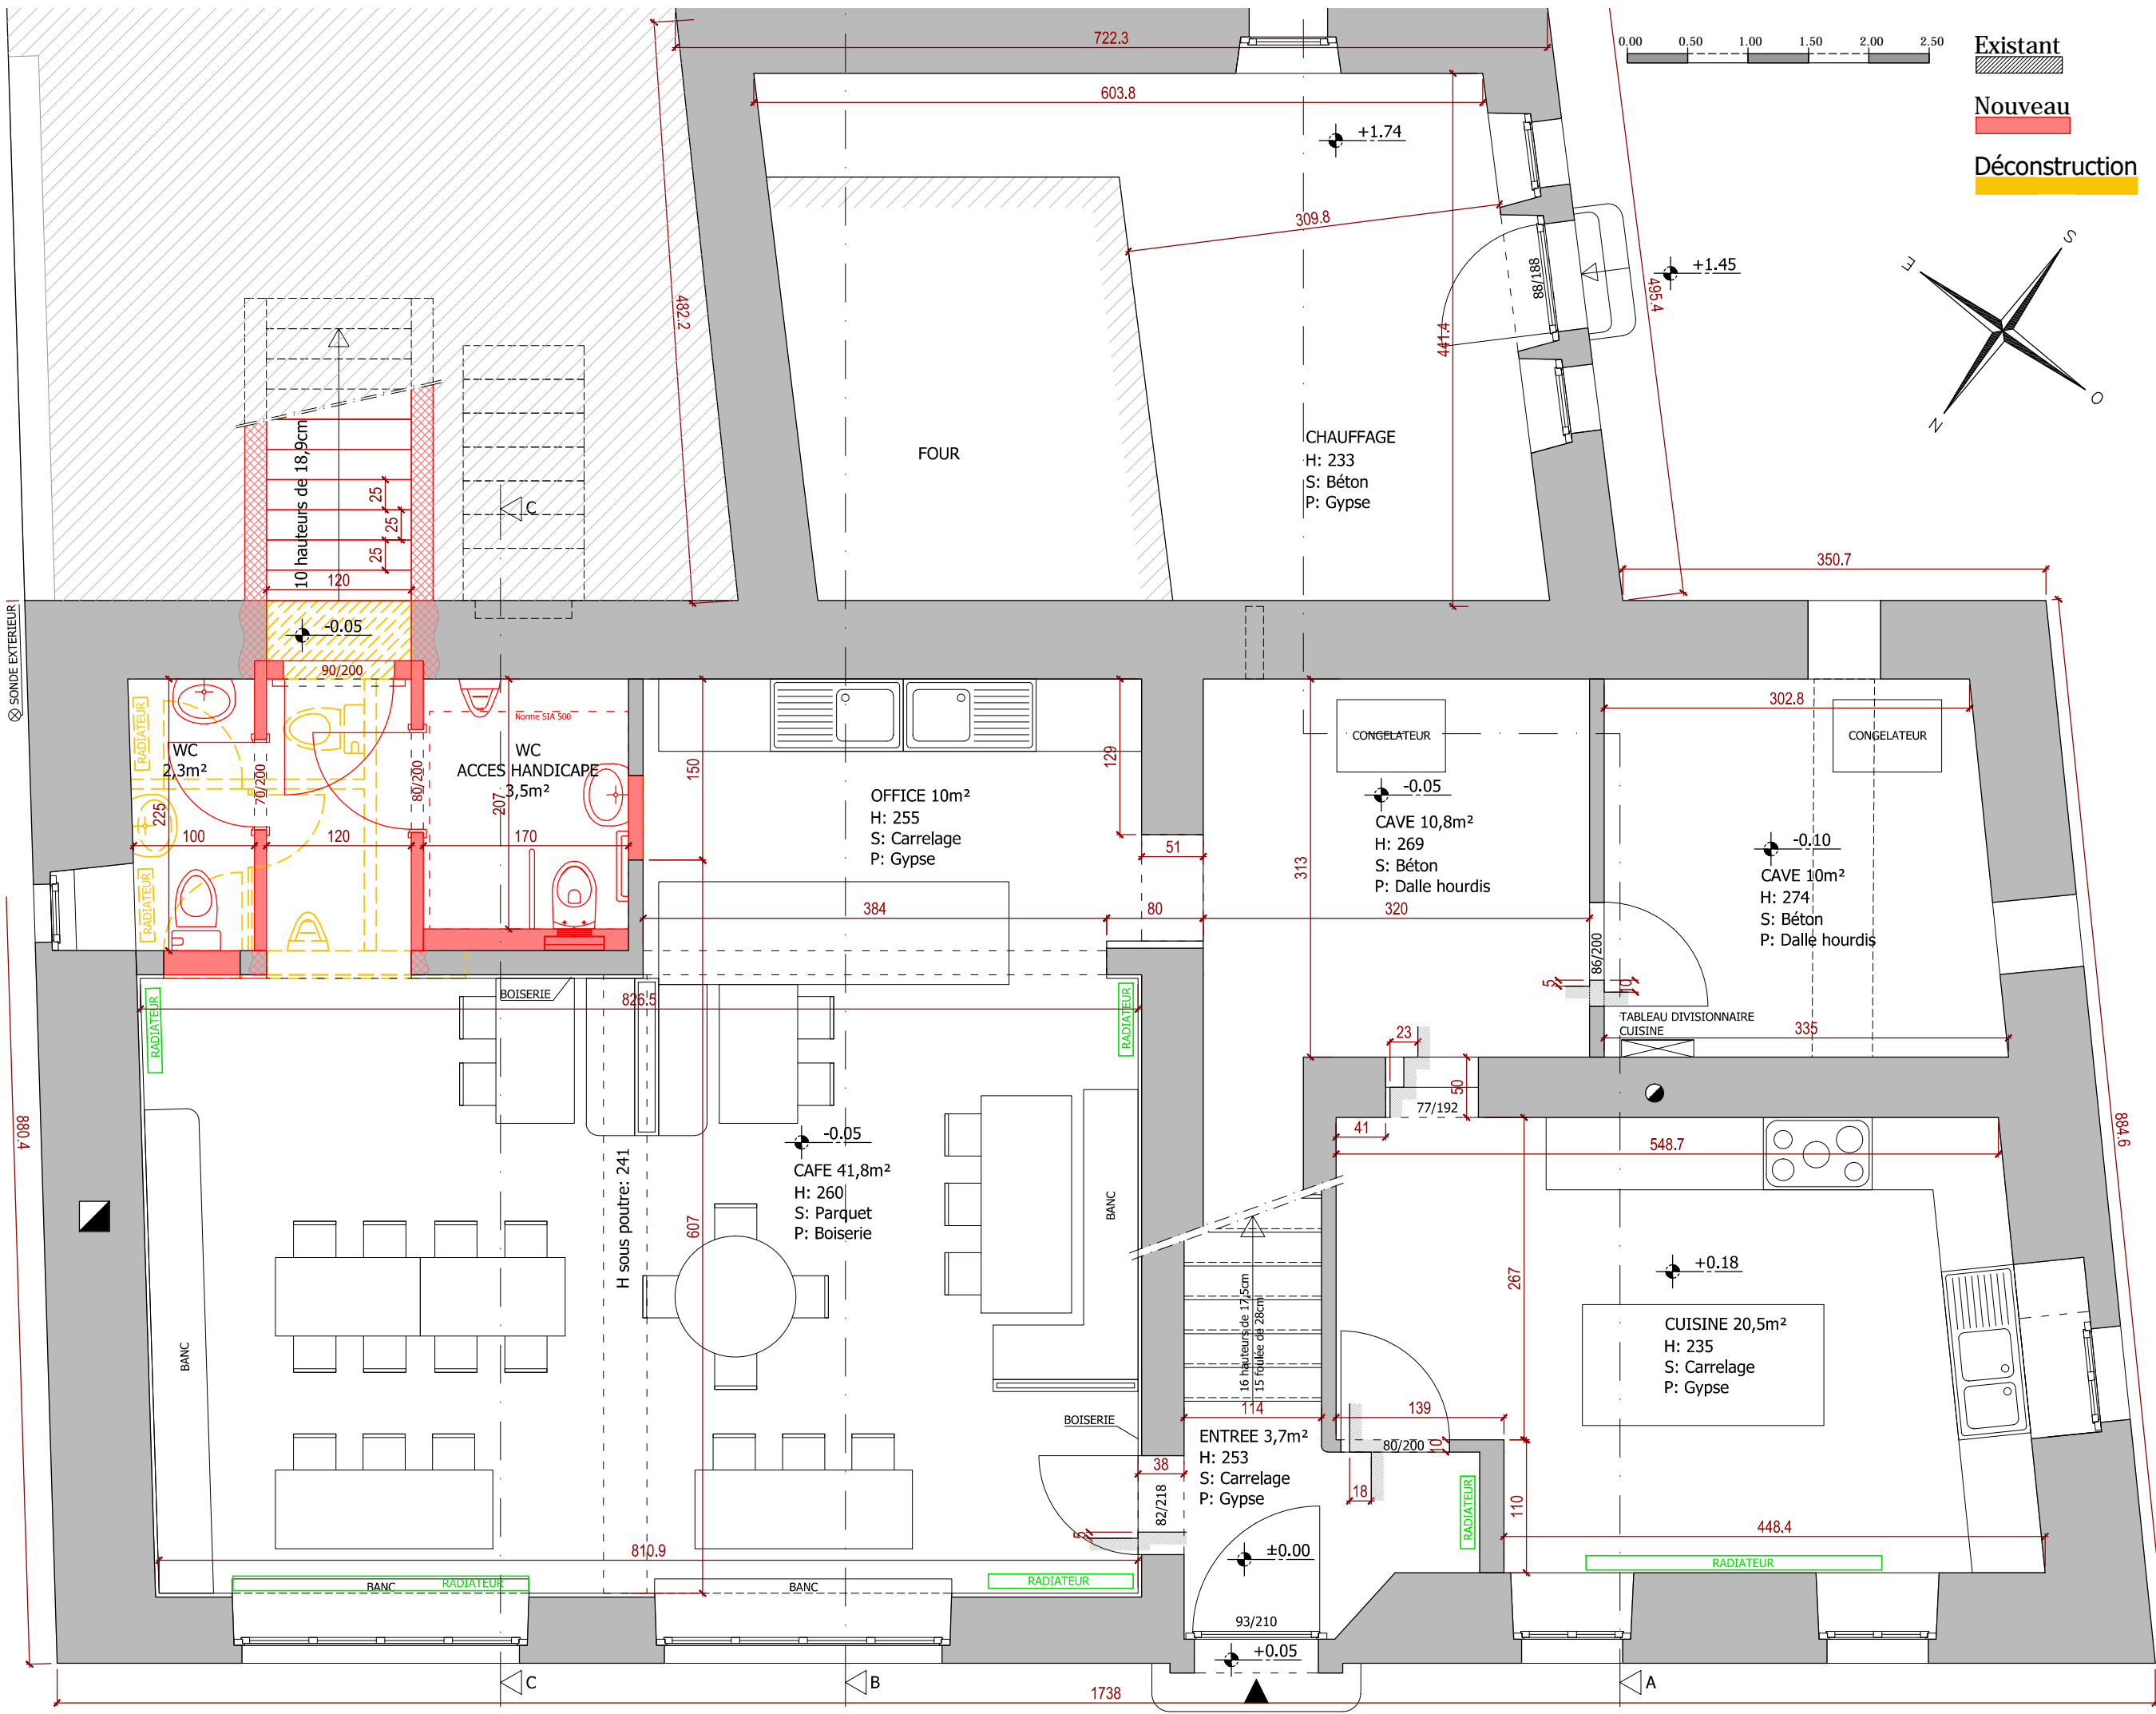 722.3
0.00 0.50 1.00 1.50 2.00 2.50
Existant
Nouveau
Déconstruction
603.8
+1.74
309.8
88/188
+1.45
495.4
482.2
441.4
S
E
O
N
FOUR
CHAUFFAGE
H: 233
S: Béton
P: Gypse
10 hauteurs de 18,9cm
25
25
25
120
C
350.7
SONDE EXTERIEUR
-0.05
90/200
RADIATEUR
WC
2,3m²
70/200
80/200
Norme SIA 500
WC
ACCES HANDICAPE
3,5m²
207
225
100
120
170
RADIATEUR
150
129
OFFICE 10m²
H: 255
S: Carrelage
P: Gypse
51
384
80
320
313
CONGELATEUR
-0.05
CAVE 10,8m²
H: 269
S: Béton
P: Dalle hourdis
302.8
CONGELATEUR
-0.10
CAVE 10m²
H: 274
S: Béton
P: Dalle hourdis
86/200
5
10
TABLEAU DIVISIONNAIRE
CUISINE
335
BOISERIE
826.5
RADIATEUR
RADIATEUR
23
50
77/192
41
548.7
880.4
884.6
-0.05
CAFE 41,8m²
H: 260
S: Parquet
P: Boiserie
H sous poutre: 241
607
BANC
BANC
16 hauteurs de 17,5cm
15 foulée de 28cm
267
+0.18
CUISINE 20,5m²
H: 235
S: Carrelage
P: Gypse
114
139
BOISERIE
ENTREE 3,7m²
H: 253
S: Carrelage
P: Gypse
80/200
10
38
82/218
5
18
RADIATEUR
110
448.4
RADIATEUR
810.9
±0.00
BANC
RADIATEUR
BANC
RADIATEUR
93/210
+0.05
C
B
A
1738